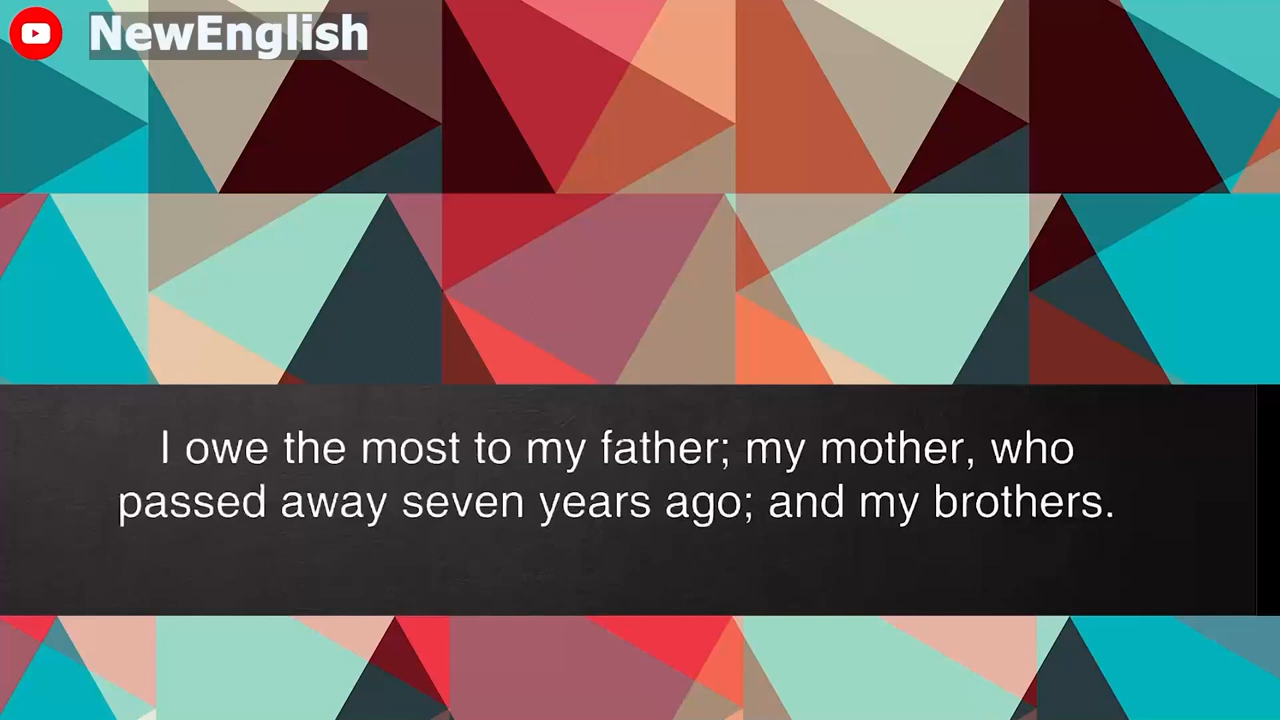 NewEnglish
I owe the most to my father; my mother, who
passed away seven years ago; and my brothers.